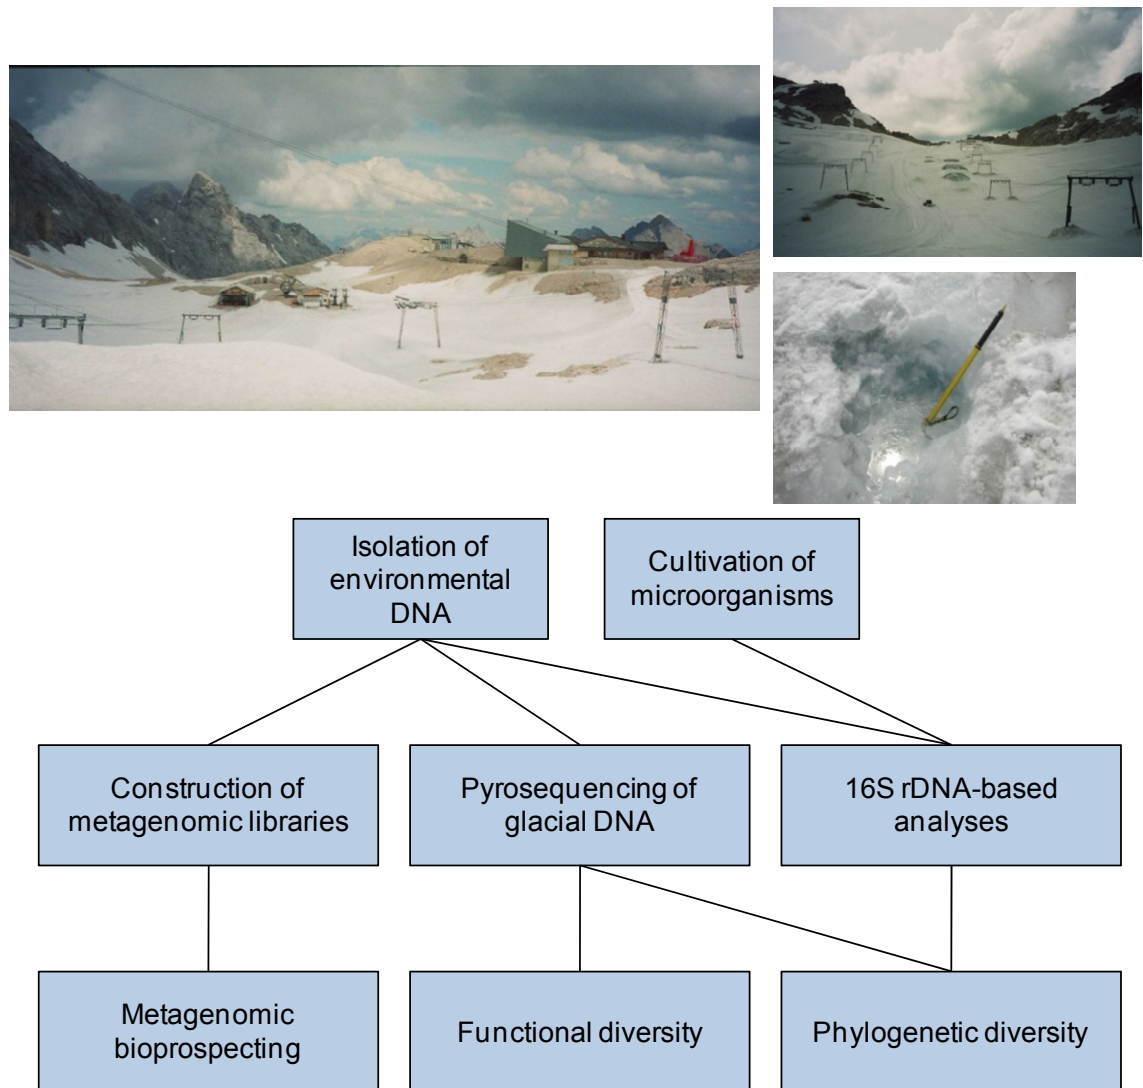 Isolation of
environmental
DNA
Cultivation of
microorganisms
Construction of
metagenomic libraries
Pyrosequencing of
glacial DNA
16S rDNA-based
analyses
Metagenomic
bioprospecting
Functional diversity
Phylogenetic diversity